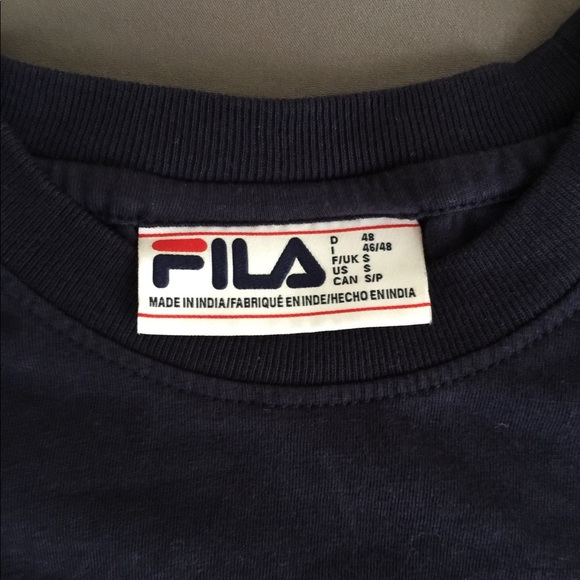 FILA
D 48
I 46/48
F/UK S
US S
CAN S/P
MADE IN INDIA/FABRIQUÉ EN INDE/HECHO EN INDIA